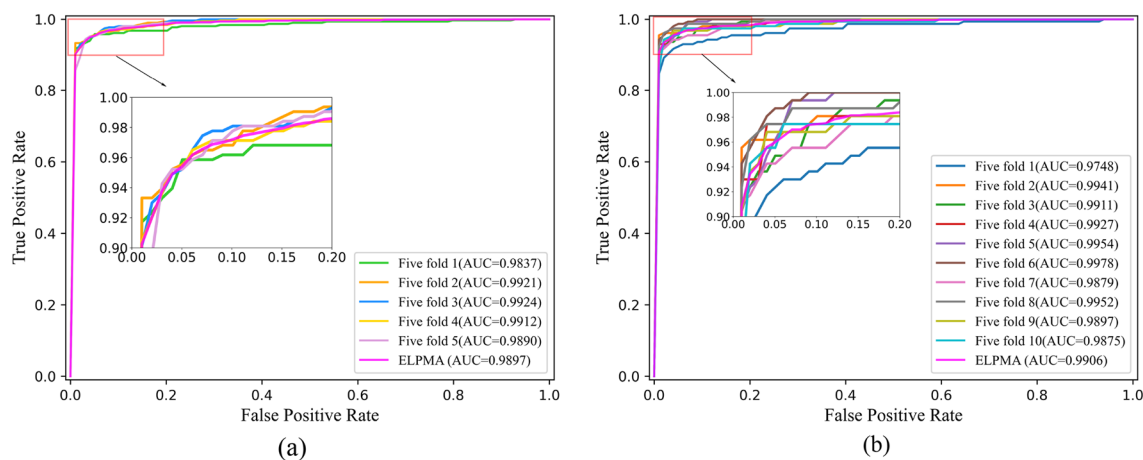 1.0
0.8
0.6
0.4
0.2
0.0
True Positive Rate
1.00
0.98
0.96
0.94
0.92
0.90
0.00 0.05 0.10 0.15 0.20
Five fold 1(AUC=0.9837)
Five fold 2(AUC=0.9921)
Five fold 3(AUC=0.9924)
Five fold 4(AUC=0.9912)
Five fold 5(AUC=0.9890)
ELPMA (AUC=0.9897)
0.0 0.2 0.4 0.6 0.8 1.0
False Positive Rate
(a)
1.0
0.8
0.6
0.4
0.2
0.0
True Positive Rate
1.00
0.98
0.96
0.94
0.92
0.90
0.00 0.05 0.10 0.15 0.20
Five fold 1(AUC=0.9748)
Five fold 2(AUC=0.9941)
Five fold 3(AUC=0.9911)
Five fold 4(AUC=0.9927)
Five fold 5(AUC=0.9954)
Five fold 6(AUC=0.9978)
Five fold 7(AUC=0.9879)
Five fold 8(AUC=0.9952)
Five fold 9(AUC=0.9897)
Five fold 10(AUC=0.9875)
ELPMA (AUC=0.9906)
0.0 0.2 0.4 0.6 0.8 1.0
False Positive Rate
(b)